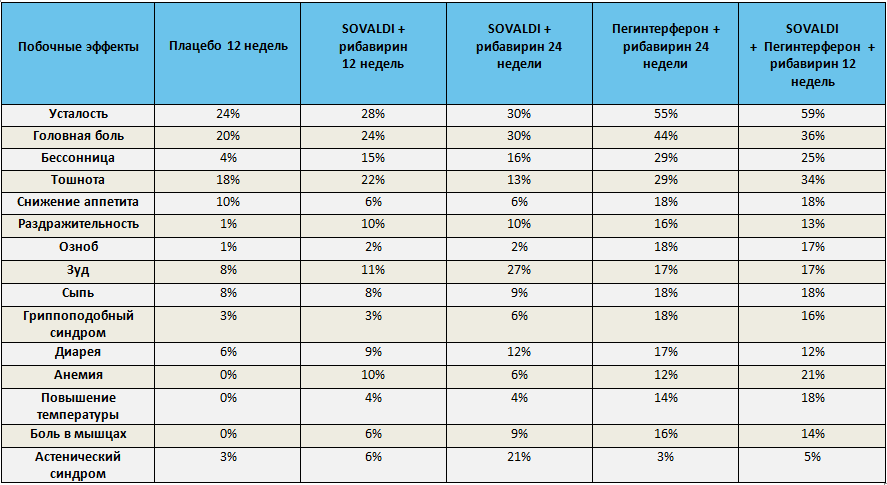 Побочные эффекты Плацебо 12 недель SOVALDI + рибавирин 12 недель SOVALDI + рибавирин 24 недели Пегинтерферон + рибавирин 24 недели SOVALDI + Пегинтерферон + рибавирин 12 недель
Усталость 24% 28% 30% 55% 59%
Головная боль 20% 24% 30% 44% 36%
Бессонница 4% 15% 16% 29% 25%
Тошнота 18% 22% 13% 29% 34%
Снижение аппетита 10% 6% 6% 18% 18%
Раздражительность 1% 10% 10% 16% 13%
Озноб 1% 2% 2% 18% 17%
Зуд 8% 11% 27% 17% 17%
Сыпь 8% 8% 9% 18% 18%
Гриппоподобный синдром 3% 3% 6% 18% 16%
Диарея 6% 9% 12% 17% 12%
Анемия 0% 10% 6% 12% 21%
Повышение температуры 0% 4% 4% 14% 18%
Боль в мышцах 0% 6% 9% 16% 14%
Астенический синдром 3% 6% 21% 3% 5%